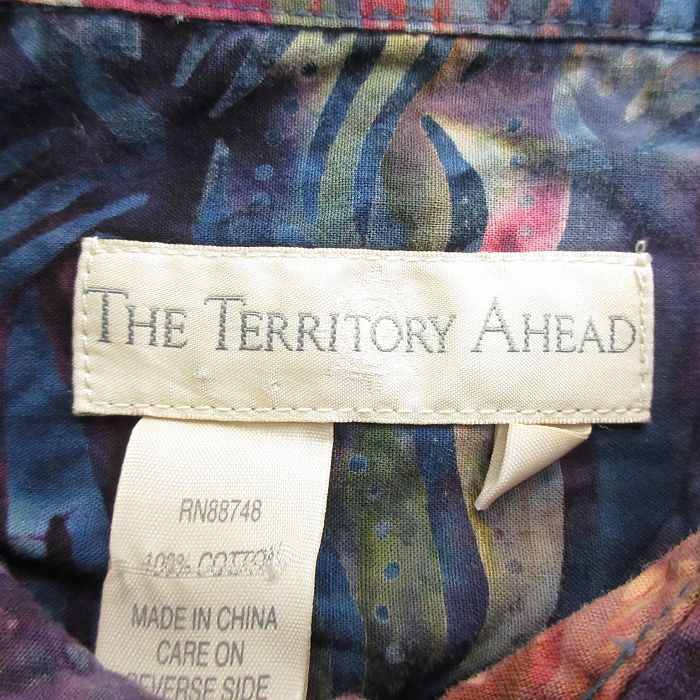 THE TERRITORY AHEAD
RN88748
100% COTTON
MADE IN CHINA
CARE ON
REVERSE SIDE